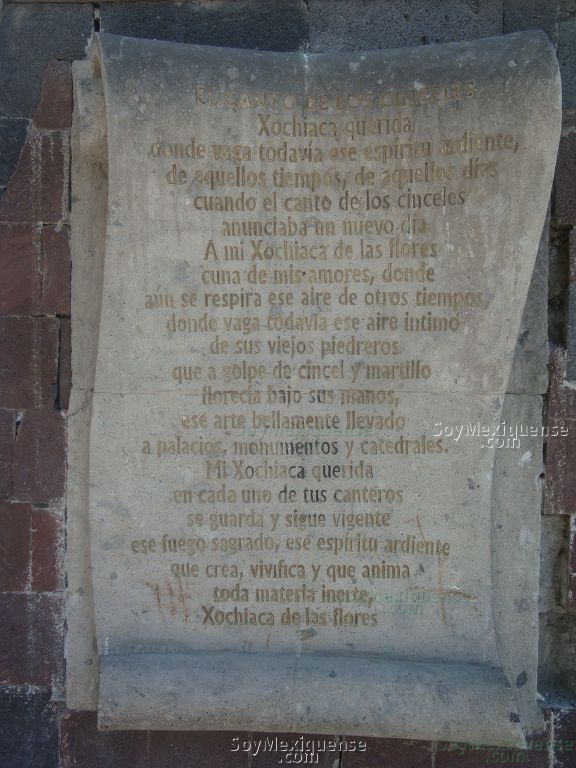 SoyMexiquense
.com
EL CANTO DE LOS CINCELES
Xochiaca querida
donde vaga todavía ese espíritu ardiente,
de aquellos tiempos, de aquellos días
cuando el canto de los cinceles
anunciaba un nuevo día
A mi Xochiaca de las flores
cuna de mis amores, donde
aún se respira ese aire de otros tiempos,
donde vaga todavía ese aire intimo
de sus viejos piedreros
que a golpe de cincel y martillo
florecía bajo sus manos,
ese arte bellamente llevado
a palacios, monumentos y catedrales.
SoyMexiquense
.com
Mi Xochiaca querida
en cada uno de tus canteros
se guarda y sigue vigente
ese fuego sagrado, ese espíritu ardiente
que crea, vivifica y que anima
toda materia inerte,
Xochiaca de las flores
SoyMexiquense
.com